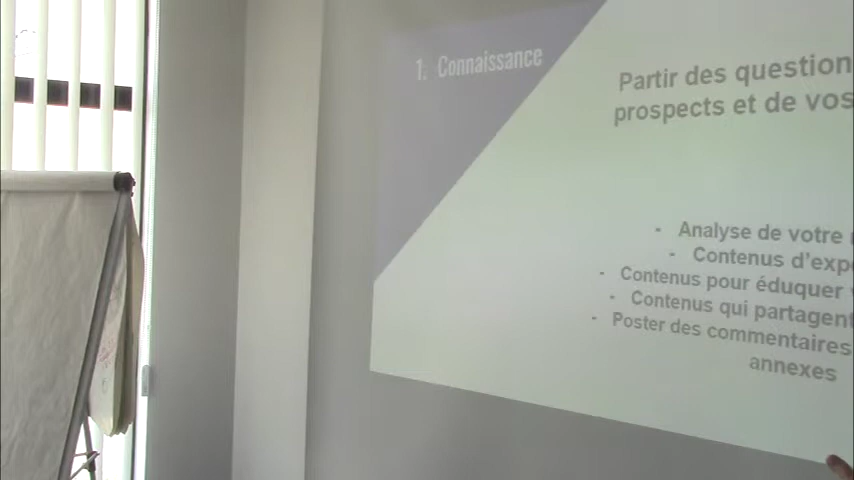 1. Connaissance
Partir des question
prospects et de vos
- Analyse de votre
- Contenus d'exp
- Contenus pour éduquer
- Contenus qui partagent
- Poster des commentaires
annexes